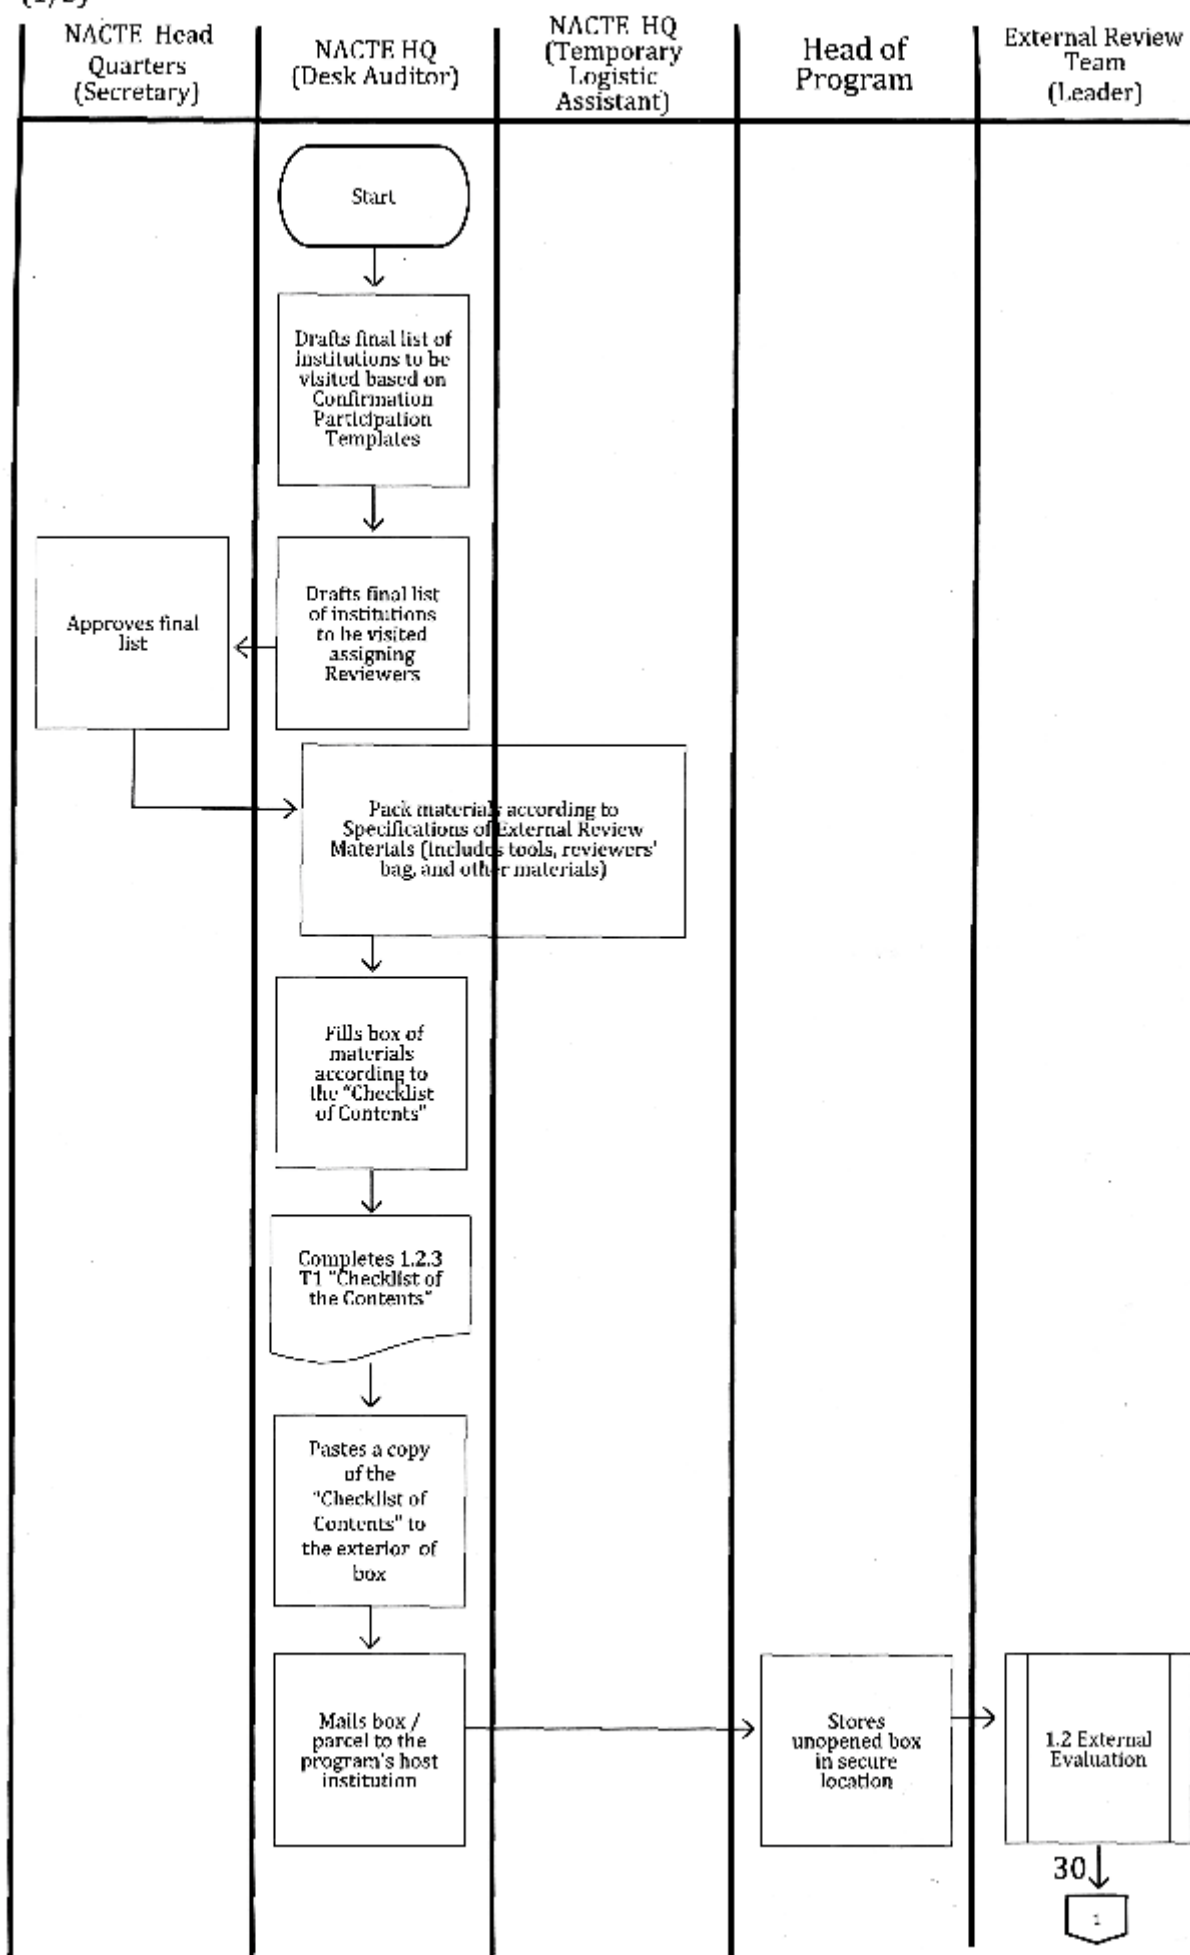 NACTE Head
Quarters
(Secretary)
NACTE HQ
(Desk Auditor)
NACTE HQ
(Temporary
Logistic
Assistant)
Head of
Program
External Review
Team
(Leader)
Start
Drafts final list of
institutions to be
visited based on
Confirmation
Participation
Templates
Approves final
list
Drafts final list
of institutions
to be visited
assigning
Reviewers
Pack materials according to
Specifications of External Review
Materials (includes tools, reviewers'
bag, and other materials)
Fills box of
materials
according to
the "Checklist
of Contents"
Completes 1.2.3
T1 "Checklist of
the Contents"
Pastes a copy
of the
"Checklist of
Contents" to
the exterior of
box
Mails box /
parcel to the
program's host
institution
Stores
unopened box
in secure
location
1.2 External
Evaluation
30
1